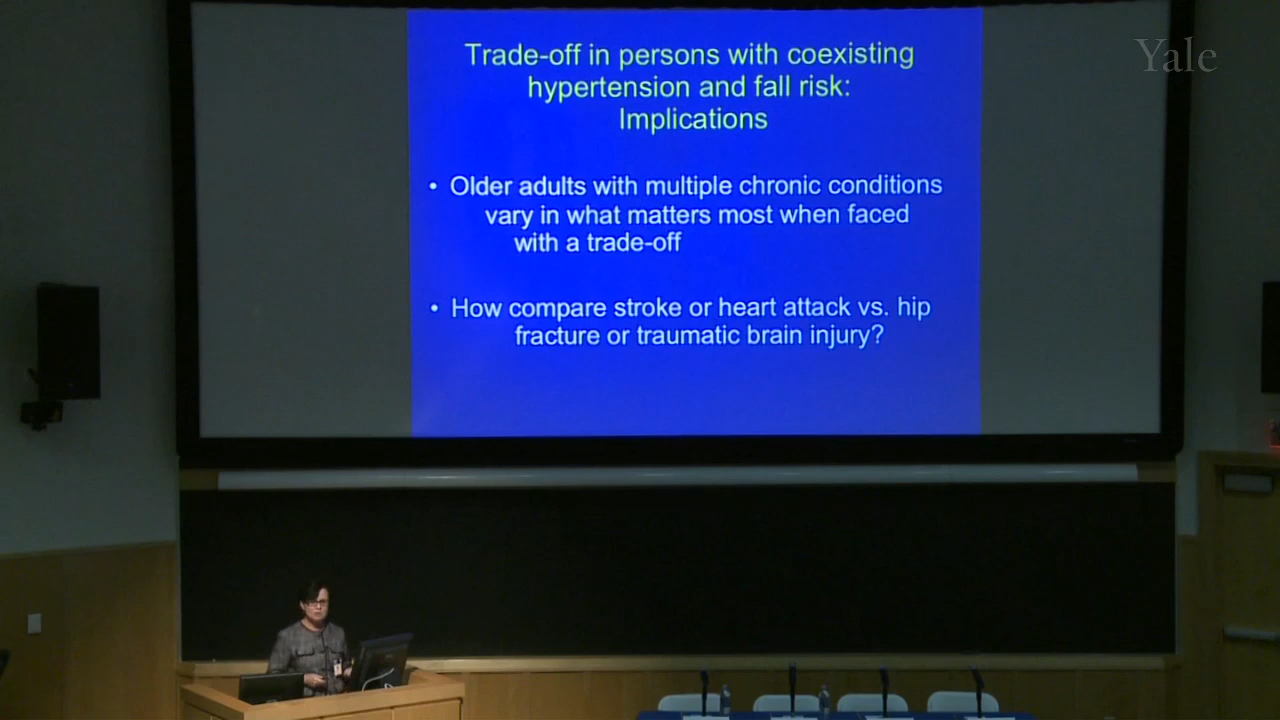 Yale
Trade-off in persons with coexisting
hypertension and fall risk:
Implications
• Older adults with multiple chronic conditions
vary in what matters most when faced
with a trade-off
• How compare stroke or heart attack vs. hip
fracture or traumatic brain injury?